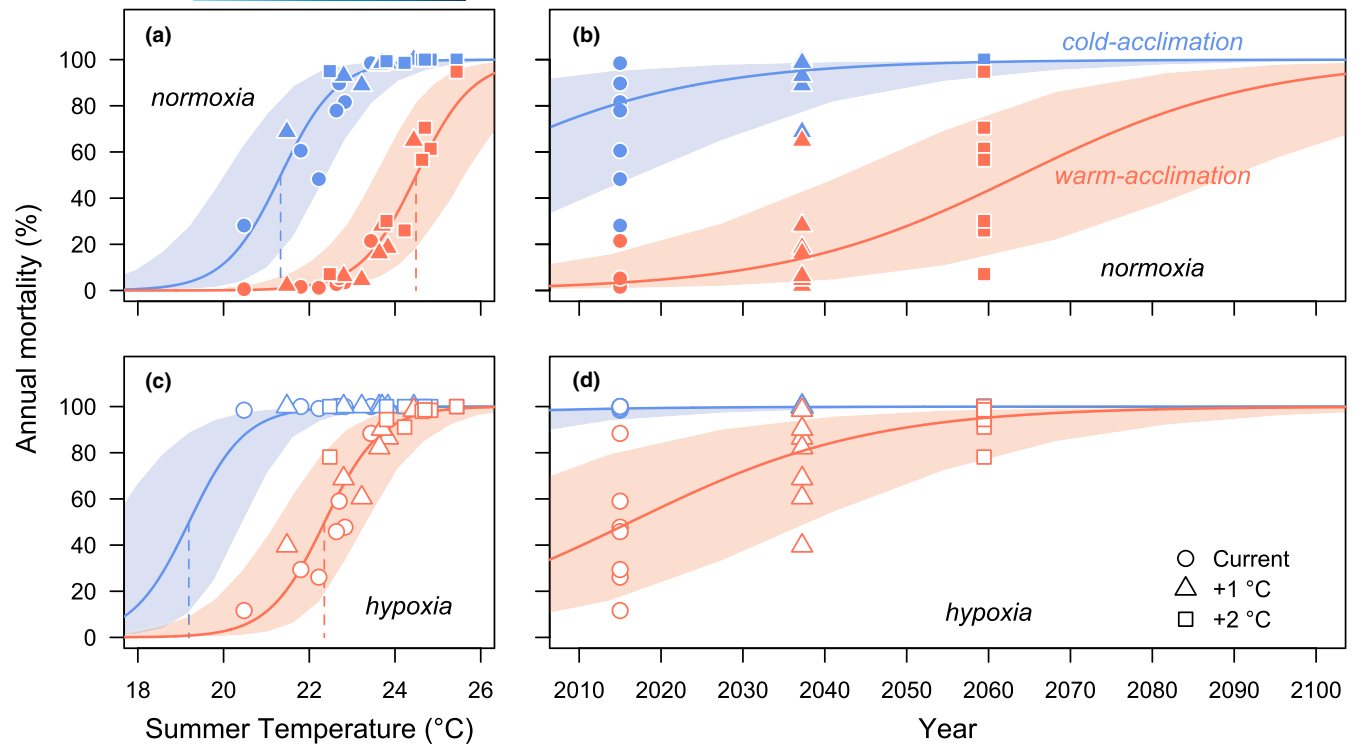 (a)
(b)
cold-acclimation
normoxia
warm-acclimation
normoxia
100
80
60
40
20
0
Annual mortality (%)
(c)
(d)
100
80
60
40
20
0
hypoxia
hypoxia
Current
+1 °C
+2 °C
18 20 22 24 26
2010 2020 2030 2040 2050 2060 2070 2080 2090 2100
Summer Temperature (°C)
Year